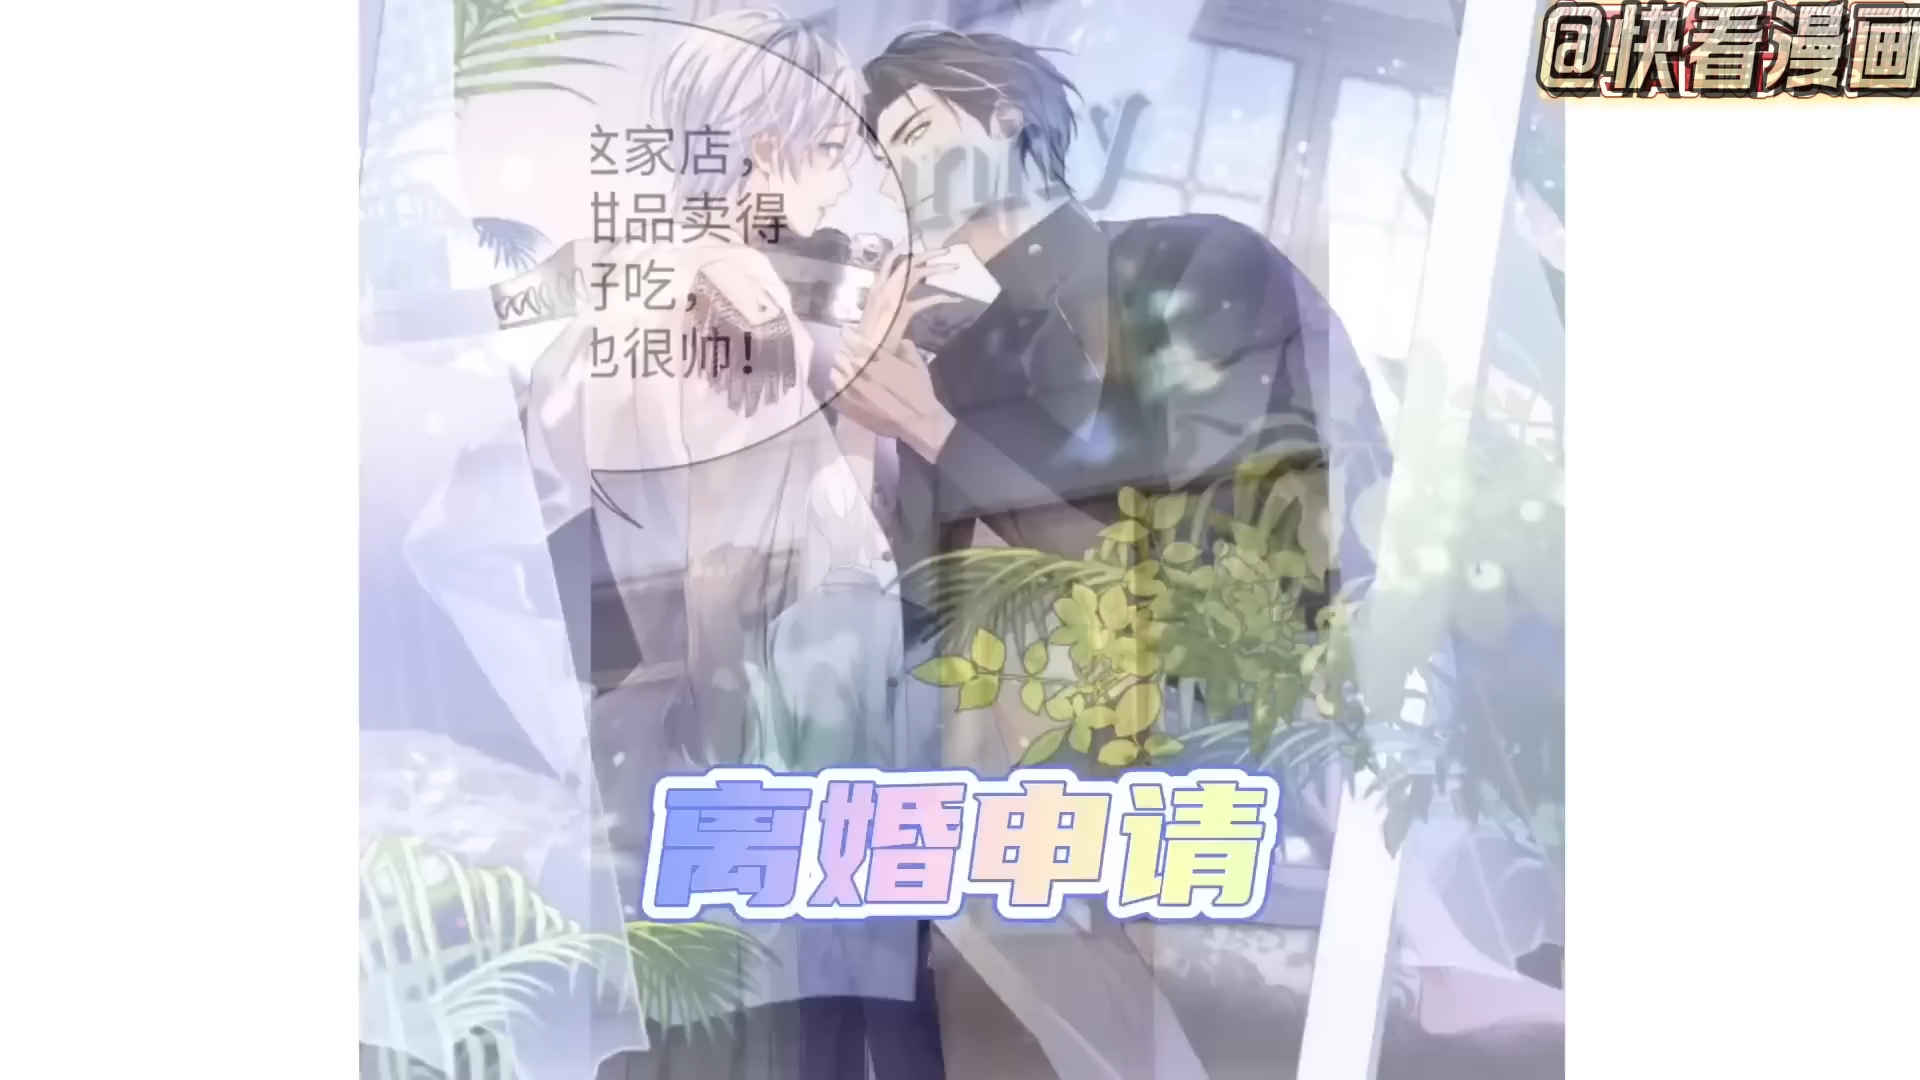 @快看漫画
这家店，
甜品卖得
好吃，
也很帅！
离婚申请